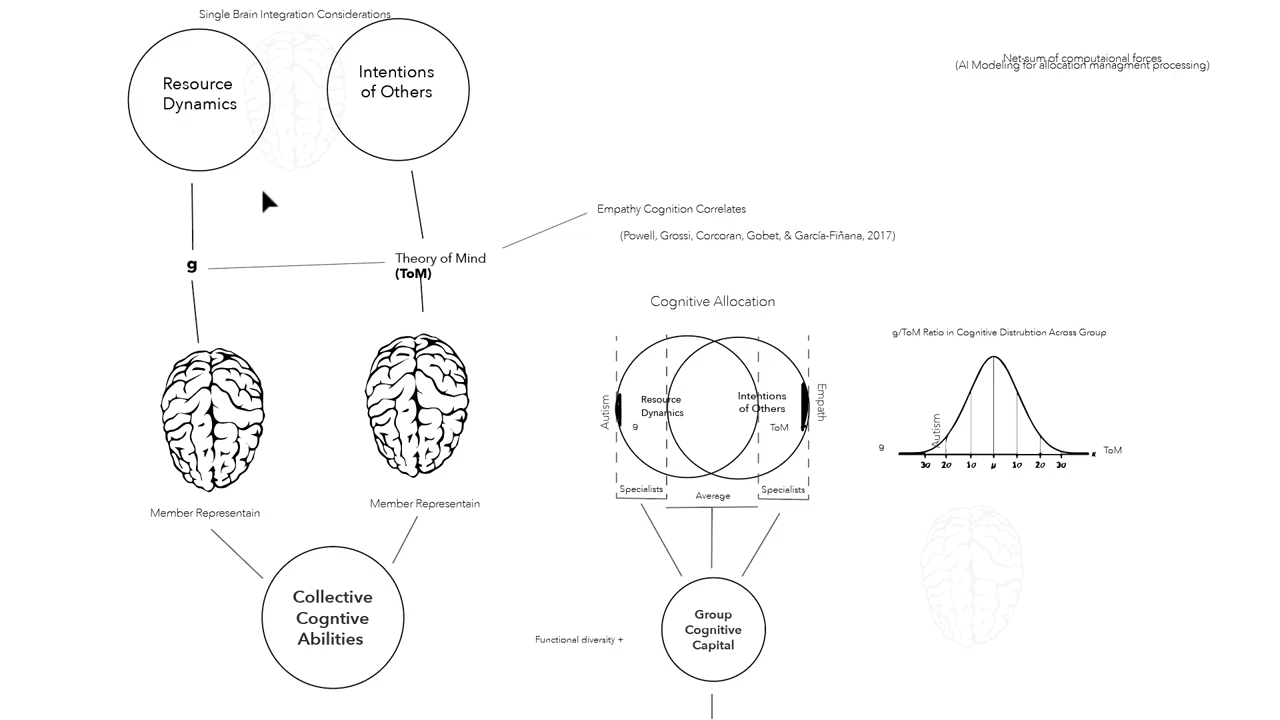 Single Brain Integration Considerations
Resource
Dynamics
Intentions
of Others
Net sum of computaional forces
(AI Modeling for allocation managment processing)
Empathy Cognition Correlates
(Powell, Grossi, Corcoran, Gobet, & García-Fiñana, 2017)
g
Theory of Mind
(ToM)
Cognitive Allocation
g/ToM Ratio in Cognitive Distrubtion Across Group
Autism
Resource
Dynamics
g
Intentions
of Others
ToM
Empath
Autism
g
ToM
x
3σ 2σ 1σ μ 1σ 2σ 3σ
Specialists
Average
Specialists
Member Representain
Member Representain
Collective
Cogntive
Abilities
Group
Cognitive
Capital
Functional diversity +